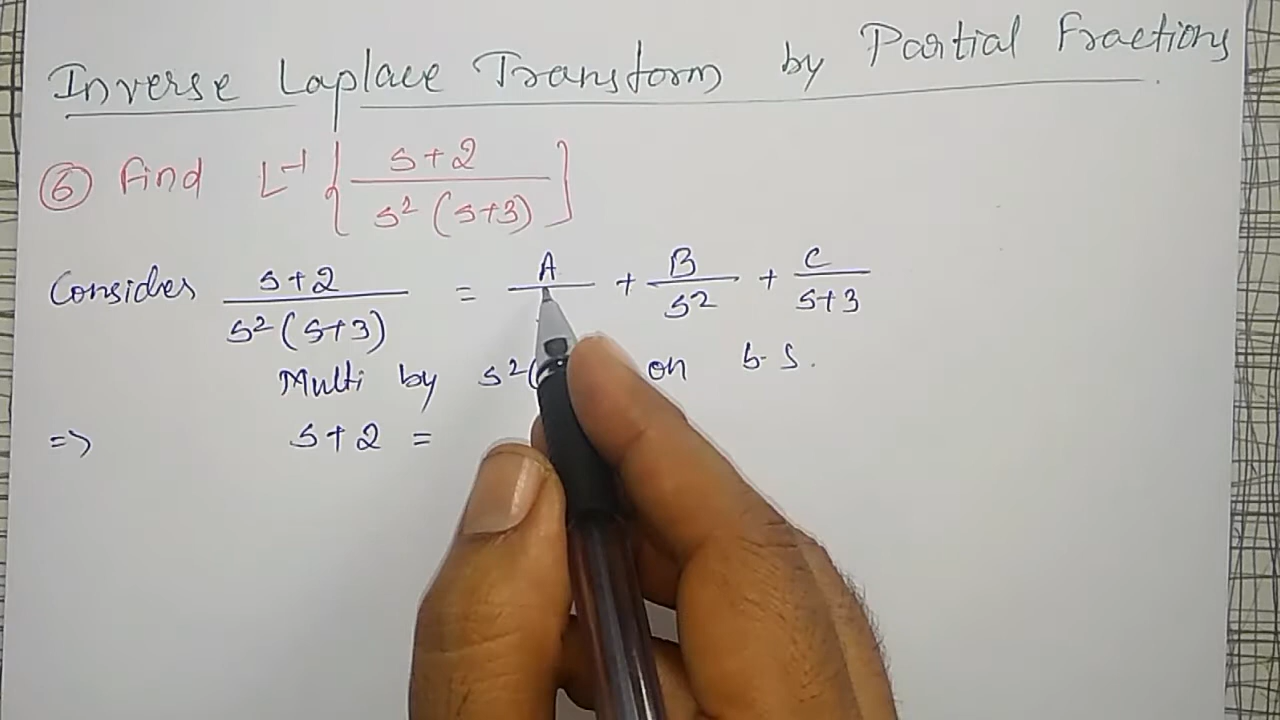 Inverse Laplace Transform by Partial Fractions
⑥ Find L⁻¹ { (s+2) / (s² (s+3)) }
Consider (s+2) / (s² (s+3)) = A / + B / s² + C / (s+3)
Multi by s² ( on b.s.
=> s+2 =